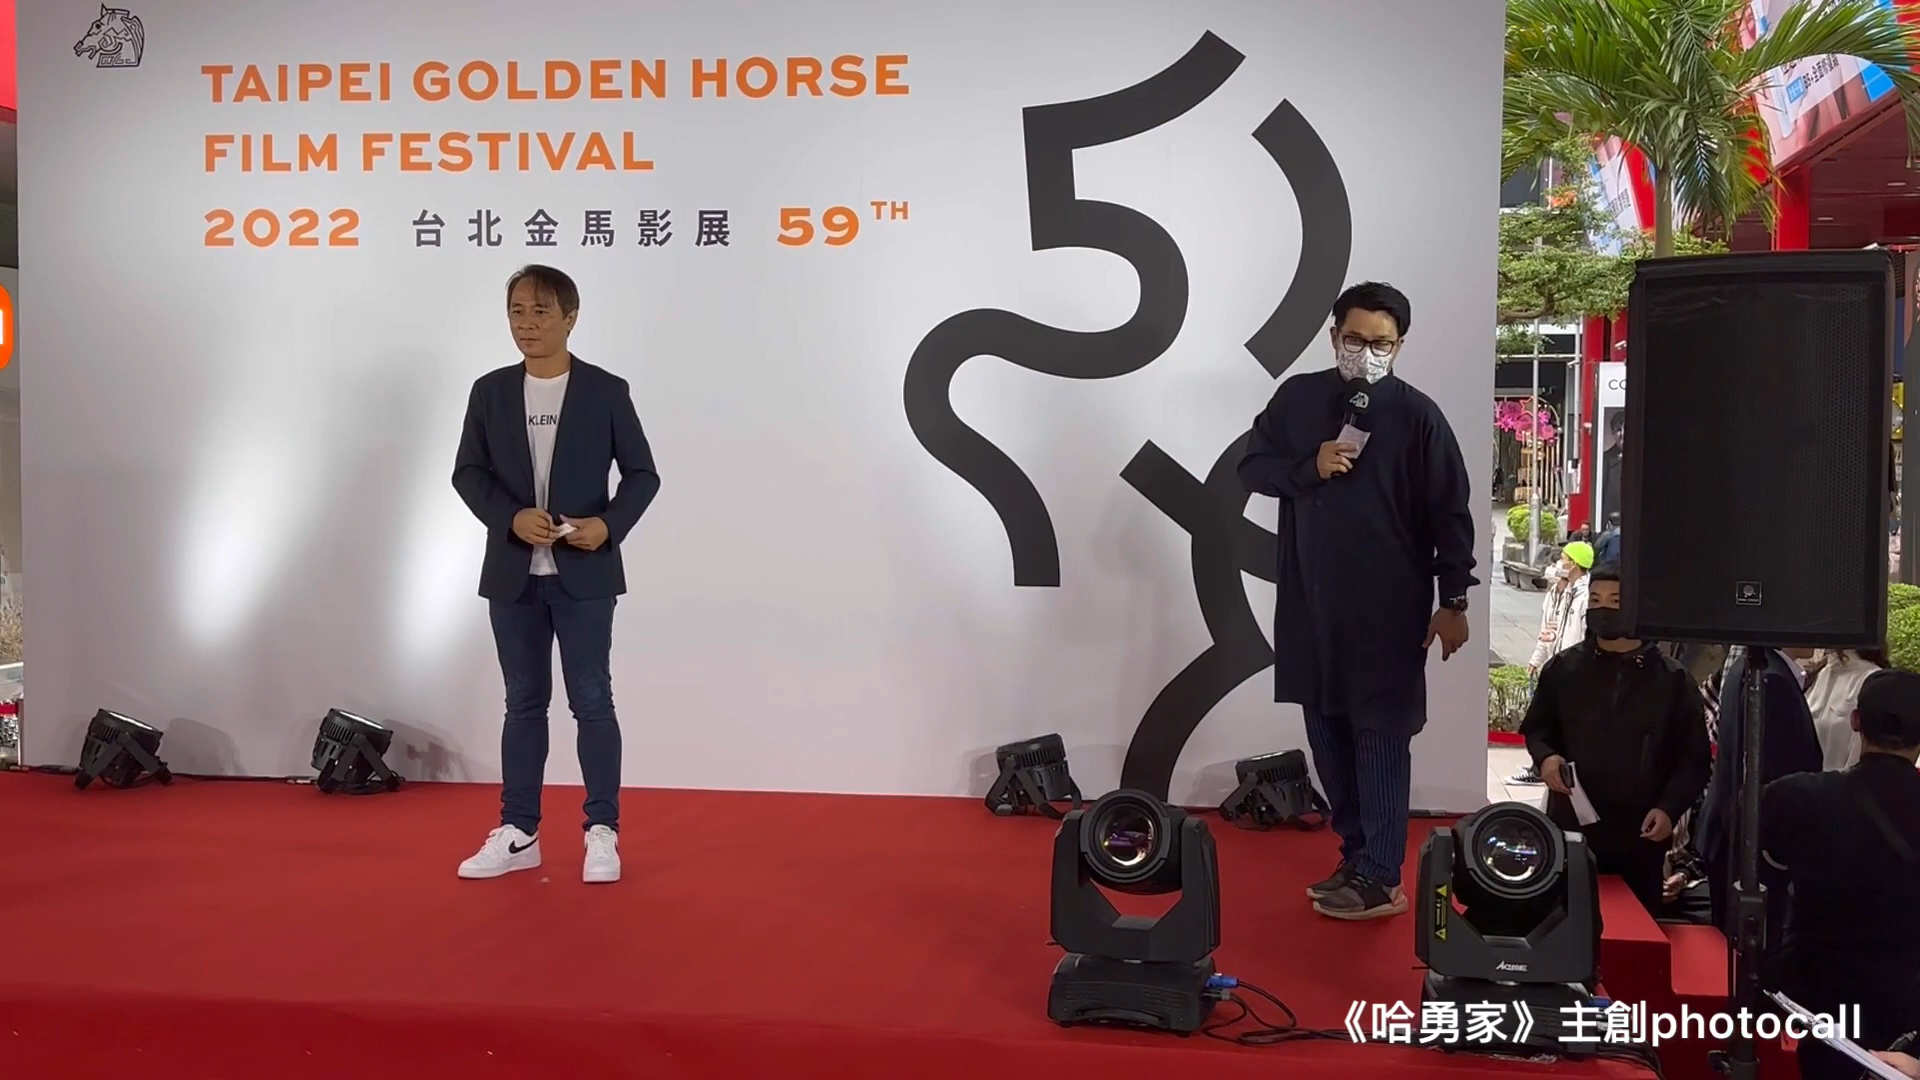 TAIPEI GOLDEN HORSE
FILM FESTIVAL
2022 台北金馬影展 59TH
KLEIN
《哈勇家》主創photocall